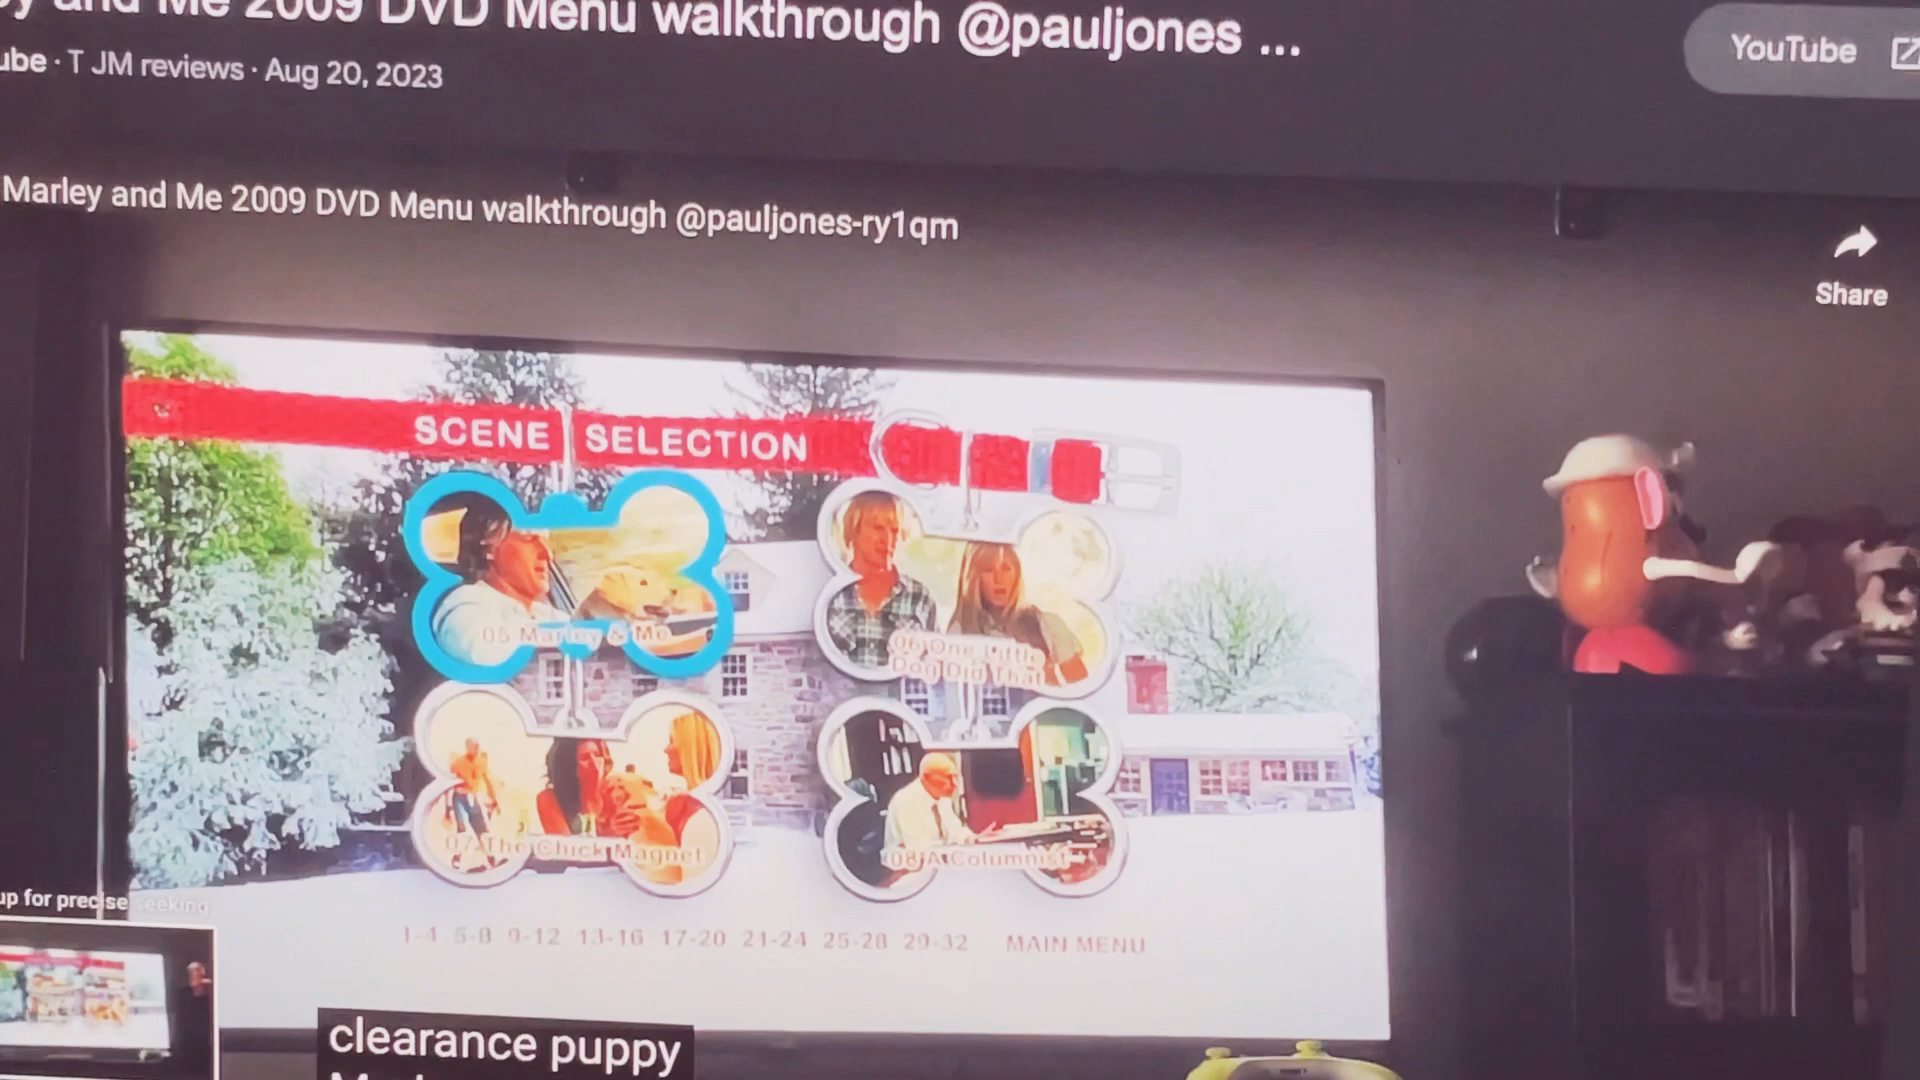 y and Me 2009 DVD Menu walkthrough @pauljones ...
YouTube
ube · T JM reviews · Aug 20, 2023
Marley and Me 2009 DVD Menu walkthrough @pauljones-ry1qm
Share
SCENE SELECTION
05 Marley & Me
06 One Little
Dog Did That
07 The Chick Magnet
08 A Columnist
up for precise seeking
1-4 5-8 9-12 13-16 17-20 21-24 25-28 29-32 MAIN MENU
clearance puppy